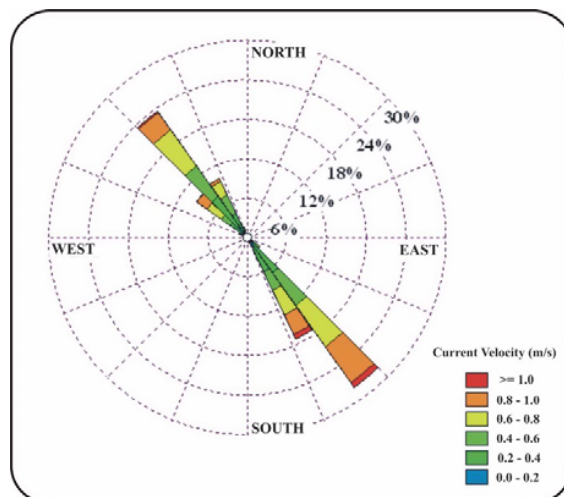 NORTH
30%
24%
18%
12%
6%
WEST
EAST
SOUTH
Current Velocity (m/s)
>= 1.0
0.8 - 1.0
0.6 - 0.8
0.4 - 0.6
0.2 - 0.4
0.0 - 0.2